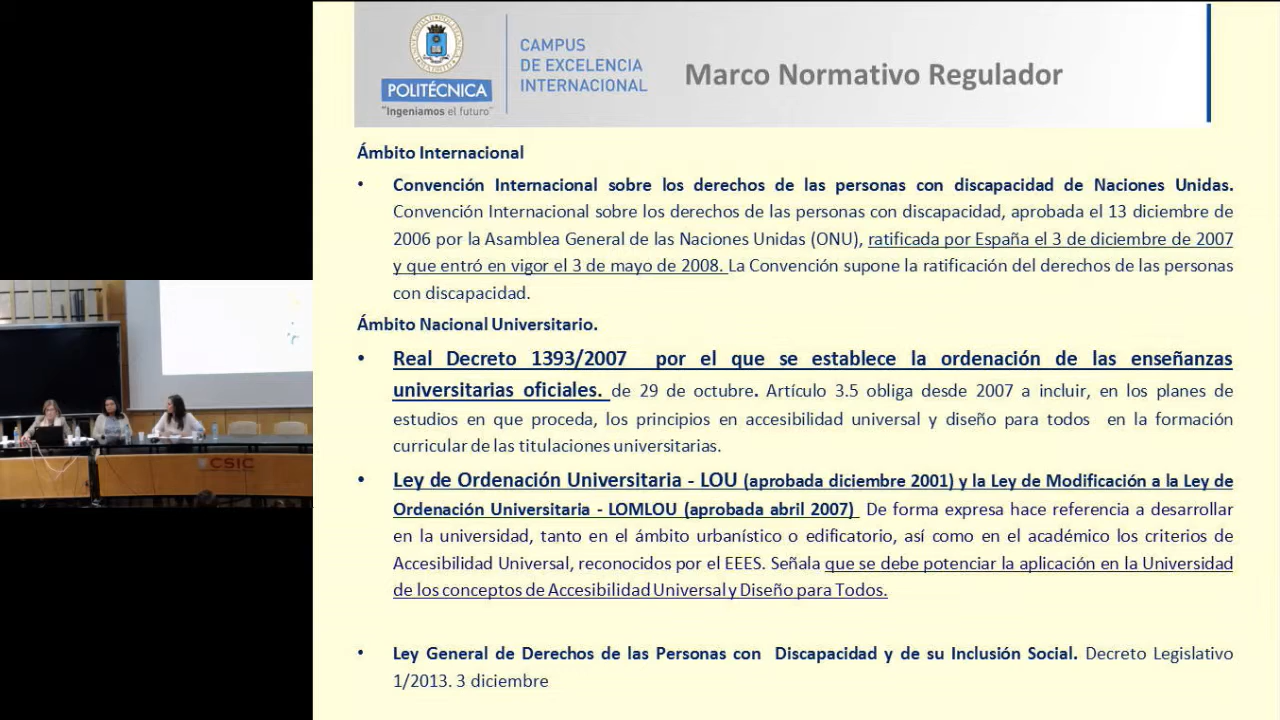 CAMPUS
DE EXCELENCIA
INTERNACIONAL
POLITÉCNICA
"Ingeniamos el futuro"
Marco Normativo Regulador
Ámbito Internacional
• Convención Internacional sobre los derechos de las personas con discapacidad de Naciones Unidas.
Convención Internacional sobre los derechos de las personas con discapacidad, aprobada el 13 diciembre de
2006 por la Asamblea General de las Naciones Unidas (ONU), ratificada por España el 3 de diciembre de 2007
y que entró en vigor el 3 de mayo de 2008. La Convención supone la ratificación del derechos de las personas
con discapacidad.
Ámbito Nacional Universitario.
• Real Decreto 1393/2007 por el que se establece la ordenación de las enseñanzas
universitarias oficiales. de 29 de octubre. Artículo 3.5 obliga desde 2007 a incluir, en los planes de
estudios en que proceda, los principios en accesibilidad universal y diseño para todos en la formación
curricular de las titulaciones universitarias.
• Ley de Ordenación Universitaria - LOU (aprobada diciembre 2001) y la Ley de Modificación a la Ley de
Ordenación Universitaria - LOMLOU (aprobada abril 2007) De forma expresa hace referencia a desarrollar
en la universidad, tanto en el ámbito urbanístico o edificatorio, así como en el académico los criterios de
Accesibilidad Universal, reconocidos por el EEES. Señala que se debe potenciar la aplicación en la Universidad
de los conceptos de Accesibilidad Universal y Diseño para Todos.
• Ley General de Derechos de las Personas con Discapacidad y de su Inclusión Social. Decreto Legislativo
1/2013. 3 diciembre
CSIC